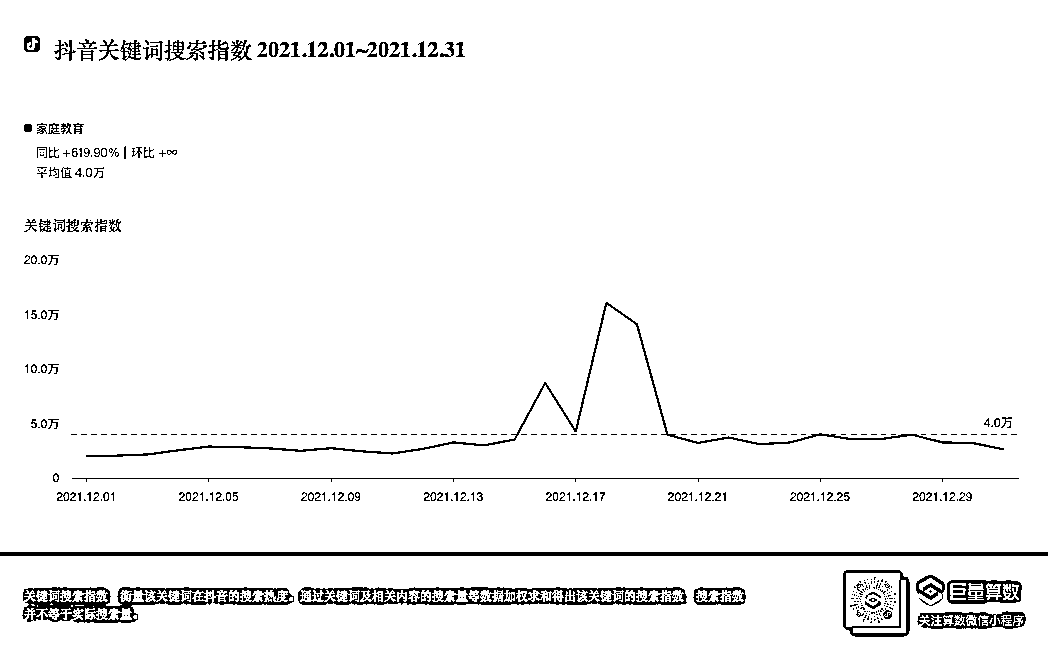 抖音关键词搜索指数 2021.12.01~2021.12.31
家庭教育
同比 +619.90% | 环比 +∞
平均值 4.0万
关键词搜索指数
20.0万
15.0万
10.0万
5.0万
4.0万
0
2021.12.01 2021.12.05 2021.12.09 2021.12.13 2021.12.17 2021.12.21 2021.12.25 2021.12.29
关键词搜索指数 衡量该关键词在抖音的搜索热度。通过关键词及相关内容的搜索量等数据加权求和得出该关键词的搜索指数 搜索指数
并不等于实际搜索量。
巨量算数
关注算数微信小程序